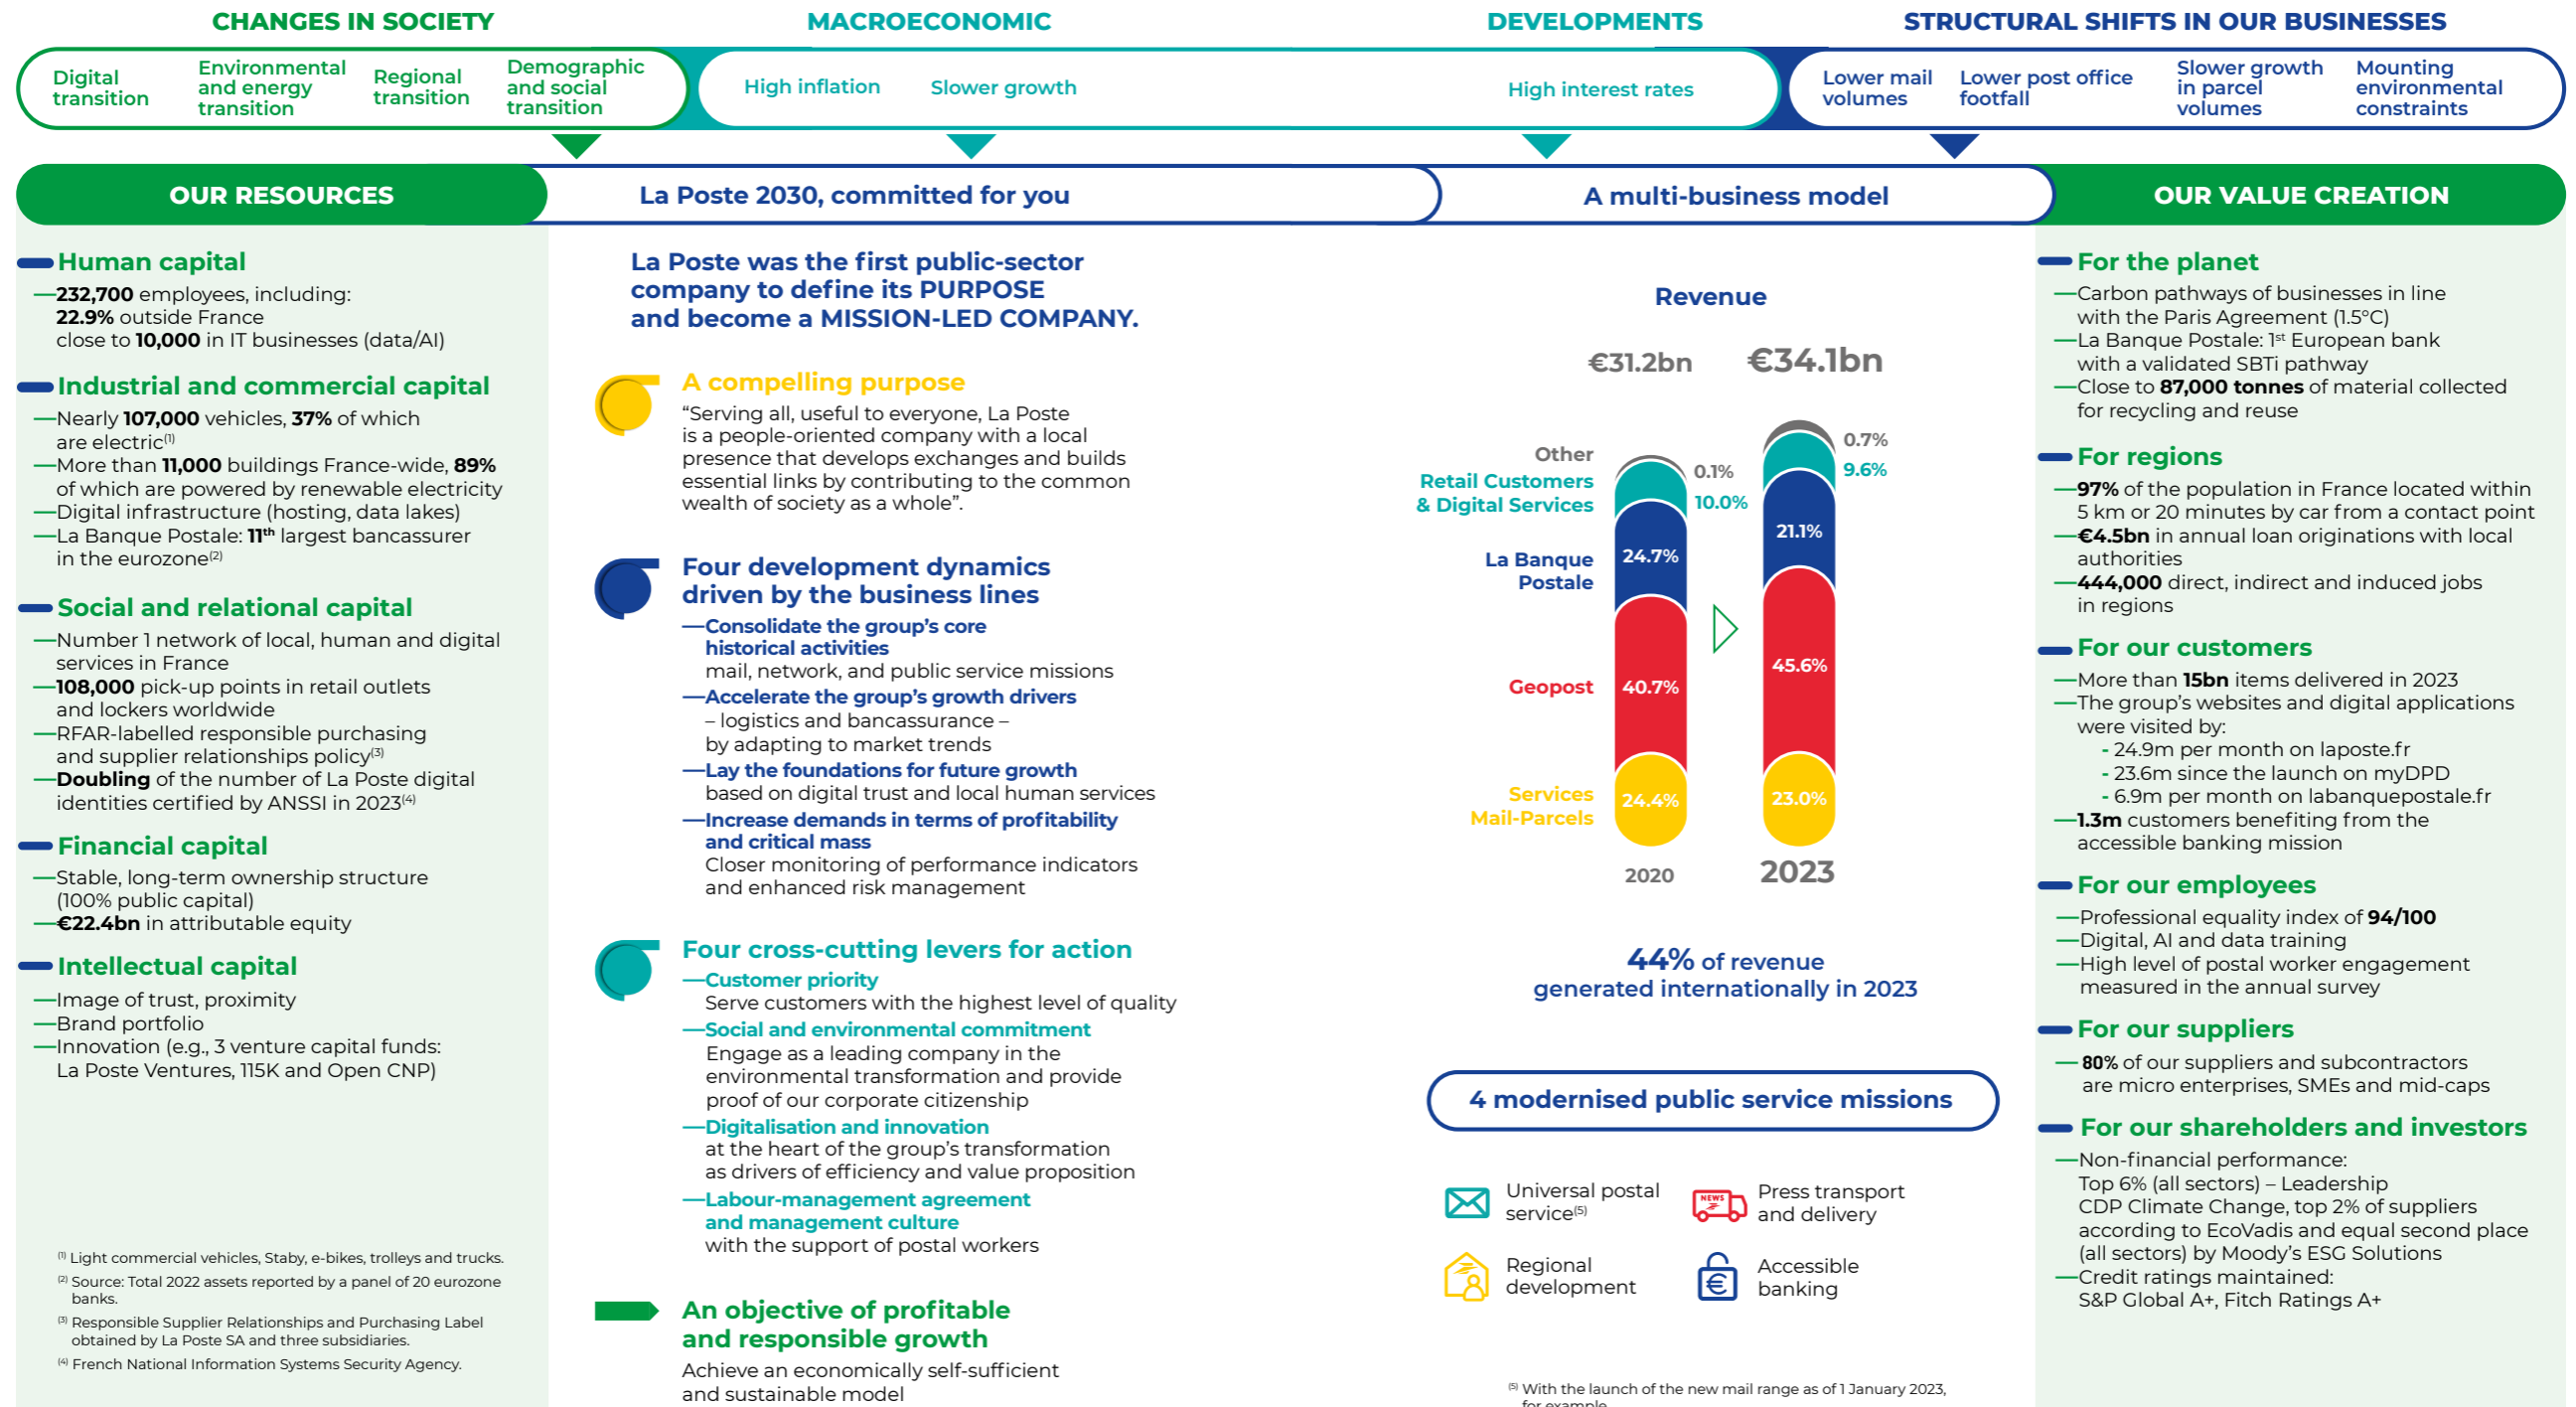 CHANGES IN SOCIETY
MACROECONOMIC
DEVELOPMENTS
STRUCTURAL SHIFTS IN OUR BUSINESSES
Digital
transition
Environmental
and energy
transition
Regional
transition
Demographic
and social
transition
High inflation
Slower growth
High interest rates
Lower mail
volumes
Lower post office
footfall
Slower growth
in parcel
volumes
Mounting
environmental
constraints
OUR RESOURCES
La Poste 2030, committed for you
A multi-business model
OUR VALUE CREATION
Human capital
—232,700 employees, including:
22.9% outside France
close to 10,000 in IT businesses (data/AI)
Industrial and commercial capital
—Nearly 107,000 vehicles, 37% of which
are electric(1)
—More than 11,000 buildings France-wide, 89%
of which are powered by renewable electricity
—Digital infrastructure (hosting, data lakes)
—La Banque Postale: 11th largest bancassurer
in the eurozone(2)
Social and relational capital
—Number 1 network of local, human and digital
services in France
—108,000 pick-up points in retail outlets
and lockers worldwide
—RFAR-labelled responsible purchasing
and supplier relationships policy(3)
—Doubling of the number of La Poste digital
identities certified by ANSSI in 2023(4)
Financial capital
—Stable, long-term ownership structure
(100% public capital)
—€22.4bn in attributable equity
Intellectual capital
—Image of trust, proximity
—Brand portfolio
—Innovation (e.g., 3 venture capital funds:
La Poste Ventures, 115K and Open CNP)
(1) Light commercial vehicles, Staby, e-bikes, trolleys and trucks.
(2) Source: Total 2022 assets reported by a panel of 20 eurozone
banks.
(3) Responsible Supplier Relationships and Purchasing Label
obtained by La Poste SA and three subsidiaries.
(4) French National Information Systems Security Agency.
La Poste was the first public-sector
company to define its PURPOSE
and become a MISSION-LED COMPANY.
A compelling purpose
“Serving all, useful to everyone, La Poste
is a people-oriented company with a local
presence that develops exchanges and builds
essential links by contributing to the common
wealth of society as a whole”.
Four development dynamics
driven by the business lines
—Consolidate the group’s core
historical activities
mail, network, and public service missions
—Accelerate the group’s growth drivers
– logistics and bancassurance –
by adapting to market trends
—Lay the foundations for future growth
based on digital trust and local human services
—Increase demands in terms of profitability
and critical mass
Closer monitoring of performance indicators
and enhanced risk management
Four cross-cutting levers for action
—Customer priority
Serve customers with the highest level of quality
—Social and environmental commitment
Engage as a leading company in the
environmental transformation and provide
proof of our corporate citizenship
—Digitalisation and innovation
at the heart of the group’s transformation
as drivers of efficiency and value proposition
—Labour-management agreement
and management culture
with the support of postal workers
An objective of profitable
and responsible growth
Achieve an economically self-sufficient
and sustainable model
Revenue
€31.2bn
€34.1bn
Other
0.1%
0.7%
Retail Customers
& Digital Services
10.0%
9.6%
La Banque
Postale
24.7%
21.1%
Geopost
40.7%
45.6%
Services
Mail-Parcels
24.4%
23.0%
2020
2023
44% of revenue
generated internationally in 2023
4 modernised public service missions
Universal postal
service(5)
NEWS
Press transport
and delivery
Regional
development
€
Accessible
banking
(5) With the launch of the new mail range as of 1 January 2023,
for example
For the planet
—Carbon pathways of businesses in line
with the Paris Agreement (1.5°C)
—La Banque Postale: 1st European bank
with a validated SBTi pathway
—Close to 87,000 tonnes of material collected
for recycling and reuse
For regions
—97% of the population in France located within
5 km or 20 minutes by car from a contact point
—€4.5bn in annual loan originations with local
authorities
—444,000 direct, indirect and induced jobs
in regions
For our customers
—More than 15bn items delivered in 2023
—The group’s websites and digital applications
were visited by:
- 24.9m per month on laposte.fr
- 23.6m since the launch on myDPD
- 6.9m per month on labanquepostale.fr
—1.3m customers benefiting from the
accessible banking mission
For our employees
—Professional equality index of 94/100
—Digital, AI and data training
—High level of postal worker engagement
measured in the annual survey
For our suppliers
— 80% of our suppliers and subcontractors
are micro enterprises, SMEs and mid-caps
For our shareholders and investors
—Non-financial performance:
Top 6% (all sectors) – Leadership
CDP Climate Change, top 2% of suppliers
according to EcoVadis and equal second place
(all sectors) by Moody’s ESG Solutions
—Credit ratings maintained:
S&P Global A+, Fitch Ratings A+